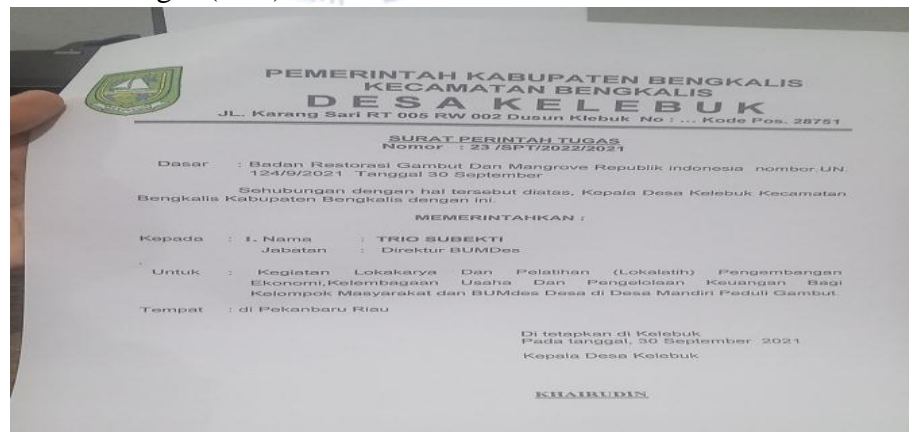 PEMERINTAH KABUPATEN BENGKALIS
KECAMATAN BENGKALIS
DESA KELEBUK
JL. Karang Sari RT 005 RW 002 Dusun Klebuk No : ... Kode Pos. 28751
SURAT PERINTAH TUGAS
Nomor : 23 /SPT/2022/2021
Dasar : Badan Restorasi Gambut Dan Mangrove Republik indonesia nombor UN.
124/9/2021 Tanggal 30 September
Sehubungan dengan hal tersebut diatas, Kepala Desa Kelebuk Kecamatan
Bengkalis Kabupaten Bengkalis dengan ini.
MEMERINTAHKAN :
Kepada : 1. Nama : TRIO SUBEKTI
Jabatan : Direktur BUMDes
Untuk : Kegiatan Lokakarya Dan Pelatihan (Lokalatih) Pengembangan
Ekonomi,Kelembagaan Usaha Dan Pengelolaan Keuangan Bagi
Kelompok Masyarakat dan BUMdes Desa di Desa Mandiri Peduli Gambut.
Tempat : di Pekanbaru Riau
Di tetapkan di Kelebuk
Pada tanggal, 30 September 2021
Kepala Desa Kelebuk
KHAIRUDIN